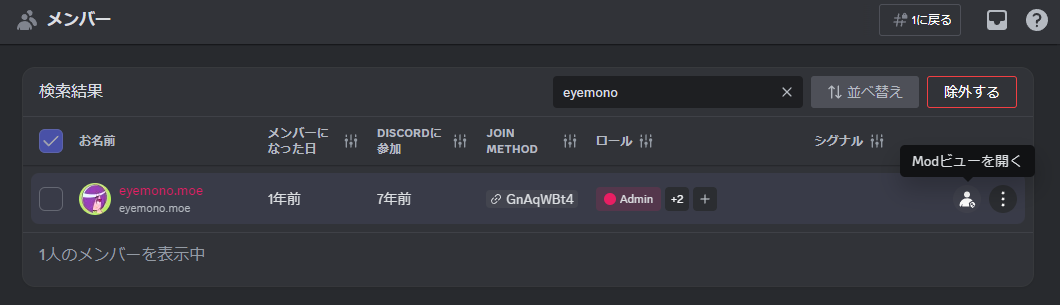 メンバー
1に戻る
検索結果
eyemono
並べ替え
除外する
お名前
メンバーに
なった日
DISCORDに
参加
JOIN
METHOD
ロール
シグナル
Modビューを開く
eyemono.moe
eyemono.moe
1年前
7年前
GnAqWBt4
Admin
+2
+
1人のメンバーを表示中